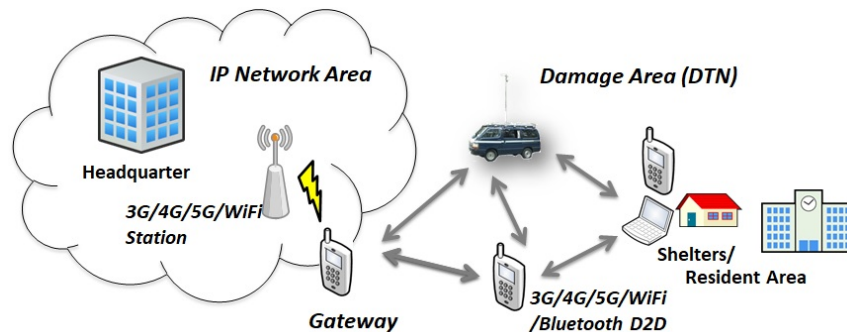 IP Network Area
Damage Area (DTN)
Headquarter
3G/4G/5G/WiFi
Station
Gateway
3G/4G/5G/WiFi
/Bluetooth D2D
Shelters/
Resident Area